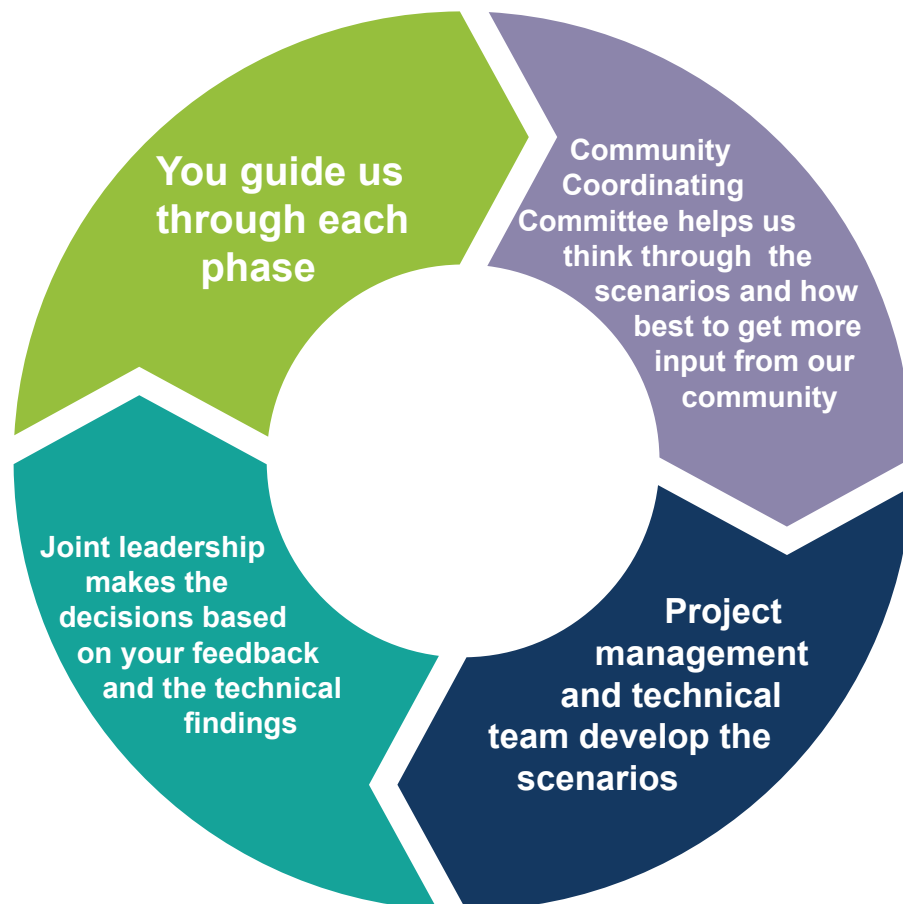 You guide us
through each
phase
Community
Coordinating
Committee helps us
think through the
scenarios and how
best to get more
input from our
community
Project
management
and technical
team develop the
scenarios
Joint leadership
makes the
decisions based
on your feedback
and the technical
findings